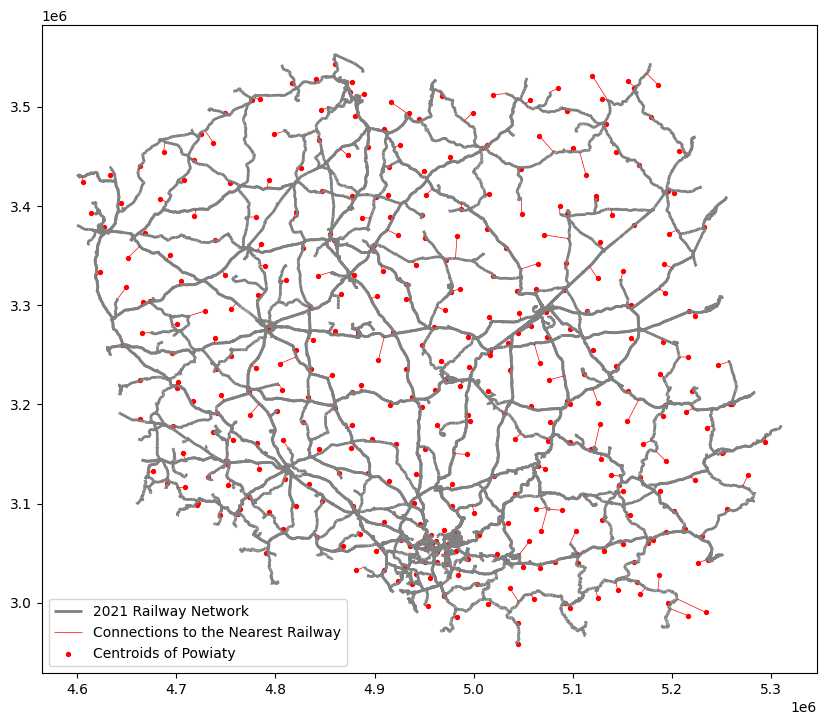 1e6
3.5
3.4
3.3
3.2
3.1
3.0
2021 Railway Network
Connections to the Nearest Railway
Centroids of Powiaty
4.6 4.7 4.8 4.9 5.0 5.1 5.2 5.3
1e6